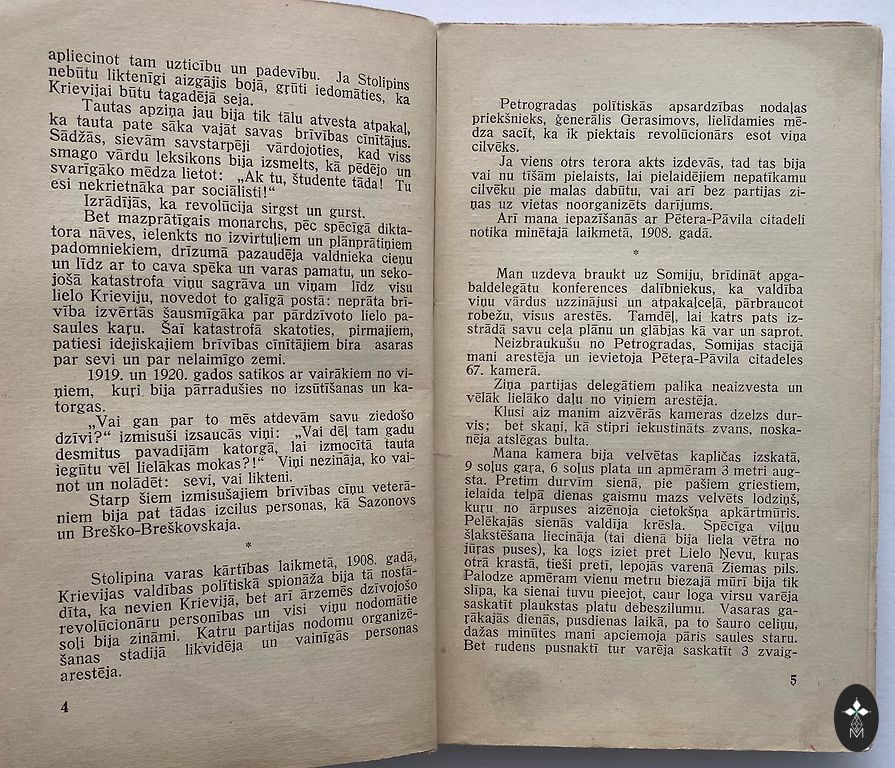 apliecinot tam uzticību un padevību. Ja Stolipins
nebūtu liktenīgi aizgājis bojā, grūti iedomāties, ka
Krievijai būtu tagadējā seja.
Tautas apziņa jau bija tik tālu atvesta atpakaļ,
ka tauta pate sāka vajāt savas brīvības cīnītājus.
Sādžās, sievām savstarpēji vārdojoties, kad viss
smago vārdu leksikons bija izsmelts, kā pēdējo un
svarīgāko mēdza lietot: „Ak tu, študente tāda! Tu
esi nekrietnāka par sociālisti!“
Izrādījās, ka revolūcija sirgst un gurst.
Bet mazprātīgais monarchs, pēc spēcīgā dikta-
tora nāves, ielenkts no izvirtuļiem un plānprātiņiem
padomniekiem, drīzumā pazaudēja valdnieka cieņu
un līdz ar to cava spēka un varas pamatu, un seko-
jošā katastrofa viņu sagrāva un viņam līdz visu
lielo Krieviju, novedot to galīgā postā: neprāta brī-
vība izvērtās šausmīgāka par pārdzīvoto lielo pa-
saules karu. Šai katastrofā skatoties, pirmajiem,
patiesi idejiskajiem brīvības cīnītājiem bira asaras
par sevi un par nelaimīgo zemi.
1919. un 1920. gados satikos ar vairākiem no vi-
ņiem, kuri bija pārradušies no izsūtīšanas un ka-
torgas.
„Vai gan par to mēs atdevām savu ziedošo
dzīvi?“ izmisuši izsaucās viņi: „Vai dēļ tam gadu
desmitus pavadījām katorgā, lai izmocītā tauta
iegūtu vēl lielākas mokas?!“ Viņi nezināja, ko vai-
not un nolādēt: sevi, vai likteni.
Starp šiem izmisušajiem brīvības cīņu veterā-
niem bija pat tādas izcilus personas, kā Sazonovs
un Breško-Breškovskaja.
*
Stolipina varas kārtības laikmetā, 1908. gadā,
Krievijas valdības polītiskā spionāža bija tā nostā-
dīta, ka nevien Krievijā, bet arī ārzemēs dzīvojošo
revolūcionāru personības un visi viņu nodomātie
soļi bija zināmi. Katru partijas nodomu organizē-
šanas stadijā likvidēja un vainīgās personas
arestēja.
4
Petrogradas polītiskās apsardzības nodaļas
priekšnieks, ģenerālis Gerasimovs, lielīdamies mē-
dza sacīt, ka ik piektais revolūcionārs esot viņa
cilvēks.
Ja viens otrs terora akts izdevās, tad tas bija
vai nu tīšām pielaists, lai pielaidējiem nepatīkamu
cilvēku pie malas dabūtu, vai arī bez partijas zi-
ņas uz vietas noorganizēts darījums.
Arī mana iepazīšanās ar Pētera-Pāvila citadeli
notika minētajā laikmetā, 1908. gadā.
*
Man uzdeva braukt uz Somiju, brīdināt apga-
baldelegātu konferences dalībniekus, ka valdība
viņu vārdus uzzinājusi un atpakaļceļā, pārbraucot
robežu, visus arestēs. Tamdēļ, lai katrs pats iz-
strādā savu ceļa plānu un glābjas kā var un saprot.
Neizbraukušu no Petrogradas, Somijas stacijā
mani arestēja un ievietoja Pētera-Pāvila citadeles
67. kamerā.
Ziņa partijas delegātiem palika neaizvesta un
vēlāk lielāko daļu no viņiem arestēja.
Klusi aiz manim aizvērās kameras dzelzs dur-
vis; bet skaņi, kā stipri iekustināts zvans, noska-
nēja atslēgas bulta.
Mana kamera bija velvētas kapličas izskatā,
9 soļus gara, 6 soļus plata un apmēram 3 metri aug-
sta. Pretim durvīm sienā, pie pašiem griestiem,
ielaida telpā dienas gaismu mazs velvēts lodziņš,
kuru no ārpuses aizēnoja cietokšņa apkārtmūris.
Pelēkajās sienās valdīja krēsla. Spēcīga viļņu
šļakstēšana liecināja (tai dienā bija liela vētra no
jūras puses), ka logs iziet pret Lielo Ņevu, kuras
otrā krastā, tieši pretī, lepojās varenā Ziemas pils.
Palodze apmēram vienu metru biezajā mūrī bija tik
slīpa, ka sienai tuvu pieejot, caur loga virsu varēja
saskatīt plaukstas platu debeszilumu. Vasaras ga-
rākajās dienās, pusdienas laikā, pa to šauro celiņu,
dažas minūtes mani apciemoja pāris saules staru.
Bet rudens pusnaktī tur varēja saskatīt 3 zvaig-
5
M